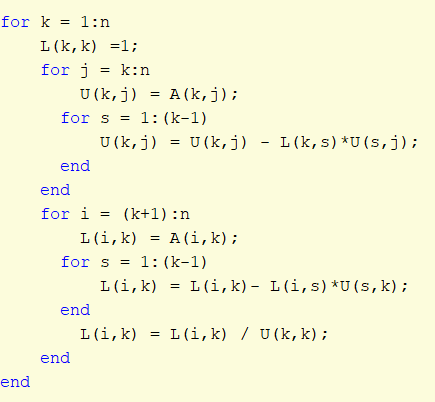 for k = 1:n
    L(k,k) =1;
    for j = k:n
        U(k,j) = A(k,j);
      for s = 1:(k-1)
          U(k,j) = U(k,j) - L(k,s)*U(s,j);
      end
    end
    for i = (k+1):n
        L(i,k) = A(i,k);
      for s = 1:(k-1)
          L(i,k) = L(i,k)- L(i,s)*U(s,k);
      end
        L(i,k) = L(i,k) / U(k,k);
    end
end